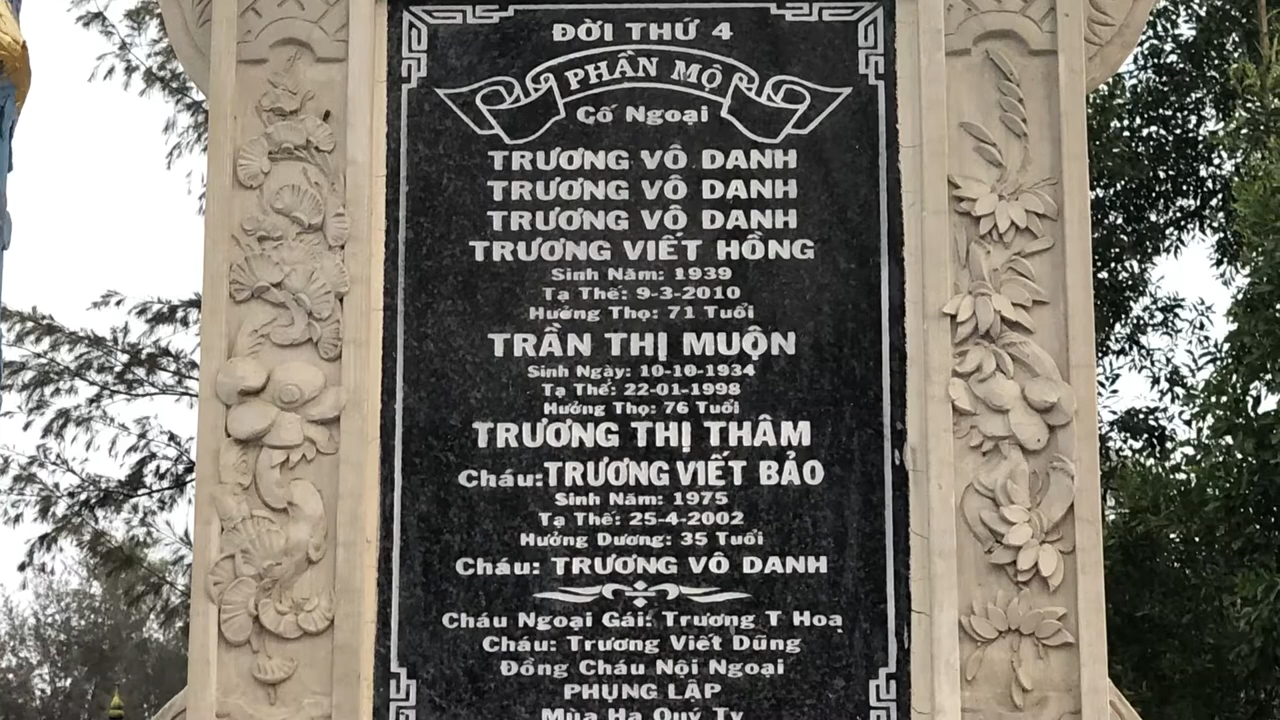 ĐỜI THỨ 4
PHẦN MỘ
Cố Ngoại
TRƯƠNG VÔ DANH
TRƯƠNG VÔ DANH
TRƯƠNG VÔ DANH
TRƯƠNG VIẾT HỒNG
Sinh Năm: 1939
Tạ Thế: 9-3-2010
Hưởng Thọ: 71 Tuổi
TRẦN THỊ MUỘN
Sinh Ngày: 10-10-1934
Tạ Thế: 22-01-1998
Hưởng Thọ: 76 Tuổi
TRƯƠNG THỊ THÂM
Cháu: TRƯƠNG VIẾT BẢO
Sinh Năm: 1975
Tạ Thế: 25-4-2002
Hưởng Dương: 35 Tuổi
Cháu: TRƯƠNG VÔ DANH
Cháu Ngoại Gái: Trương T Hoa
Cháu: Trương Viết Dũng
Đồng Cháu Nội Ngoại
PHỤNG LẬP
Mùa Hạ Quý Tỵ